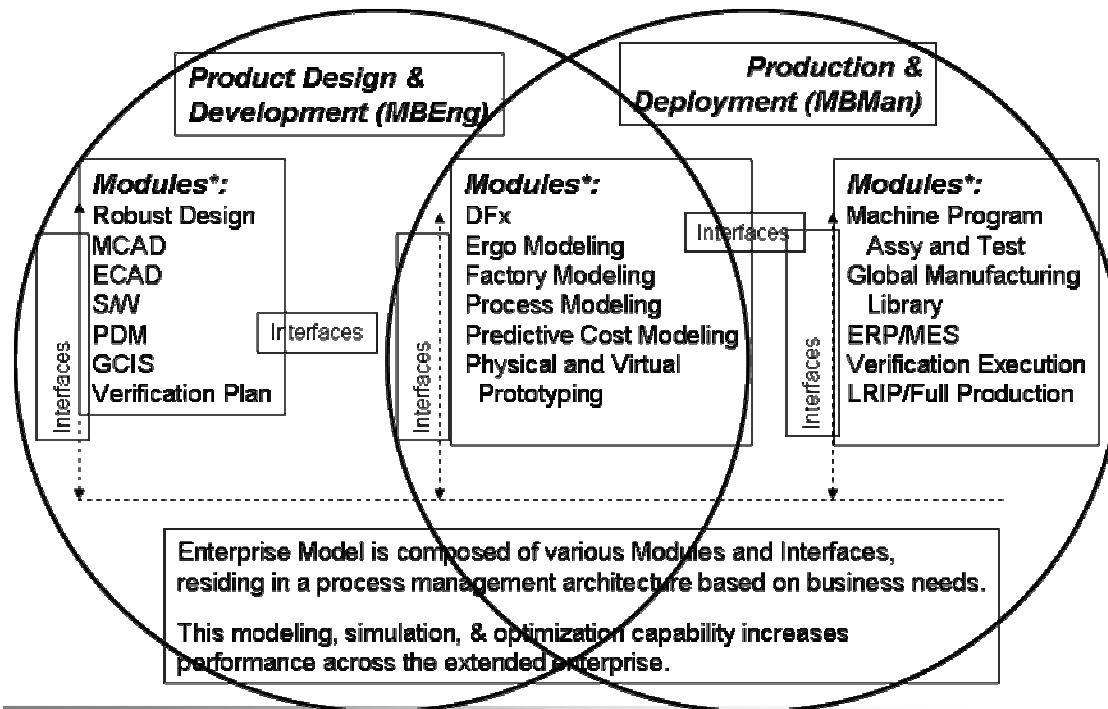 Product Design &
Development (MBEng)
Production &
Deployment (MBMan)
Modules*:
Robust Design
MCAD
ECAD
S/W
PDM
GCIS
Verification Plan
Interfaces
Interfaces
Modules*:
DFx
Ergo Modeling
Factory Modeling
Process Modeling
Predictive Cost Modeling
Physical and Virtual
Prototyping
Interfaces
Interfaces
Modules*:
Machine Program
Assy and Test
Global Manufacturing
Library
ERP/MES
Verification Execution
LRIP/Full Production
Interfaces
Enterprise Model is composed of various Modules and Interfaces,
residing in a process management architecture based on business needs.
This modeling, simulation, & optimization capability increases
performance across the extended enterprise.